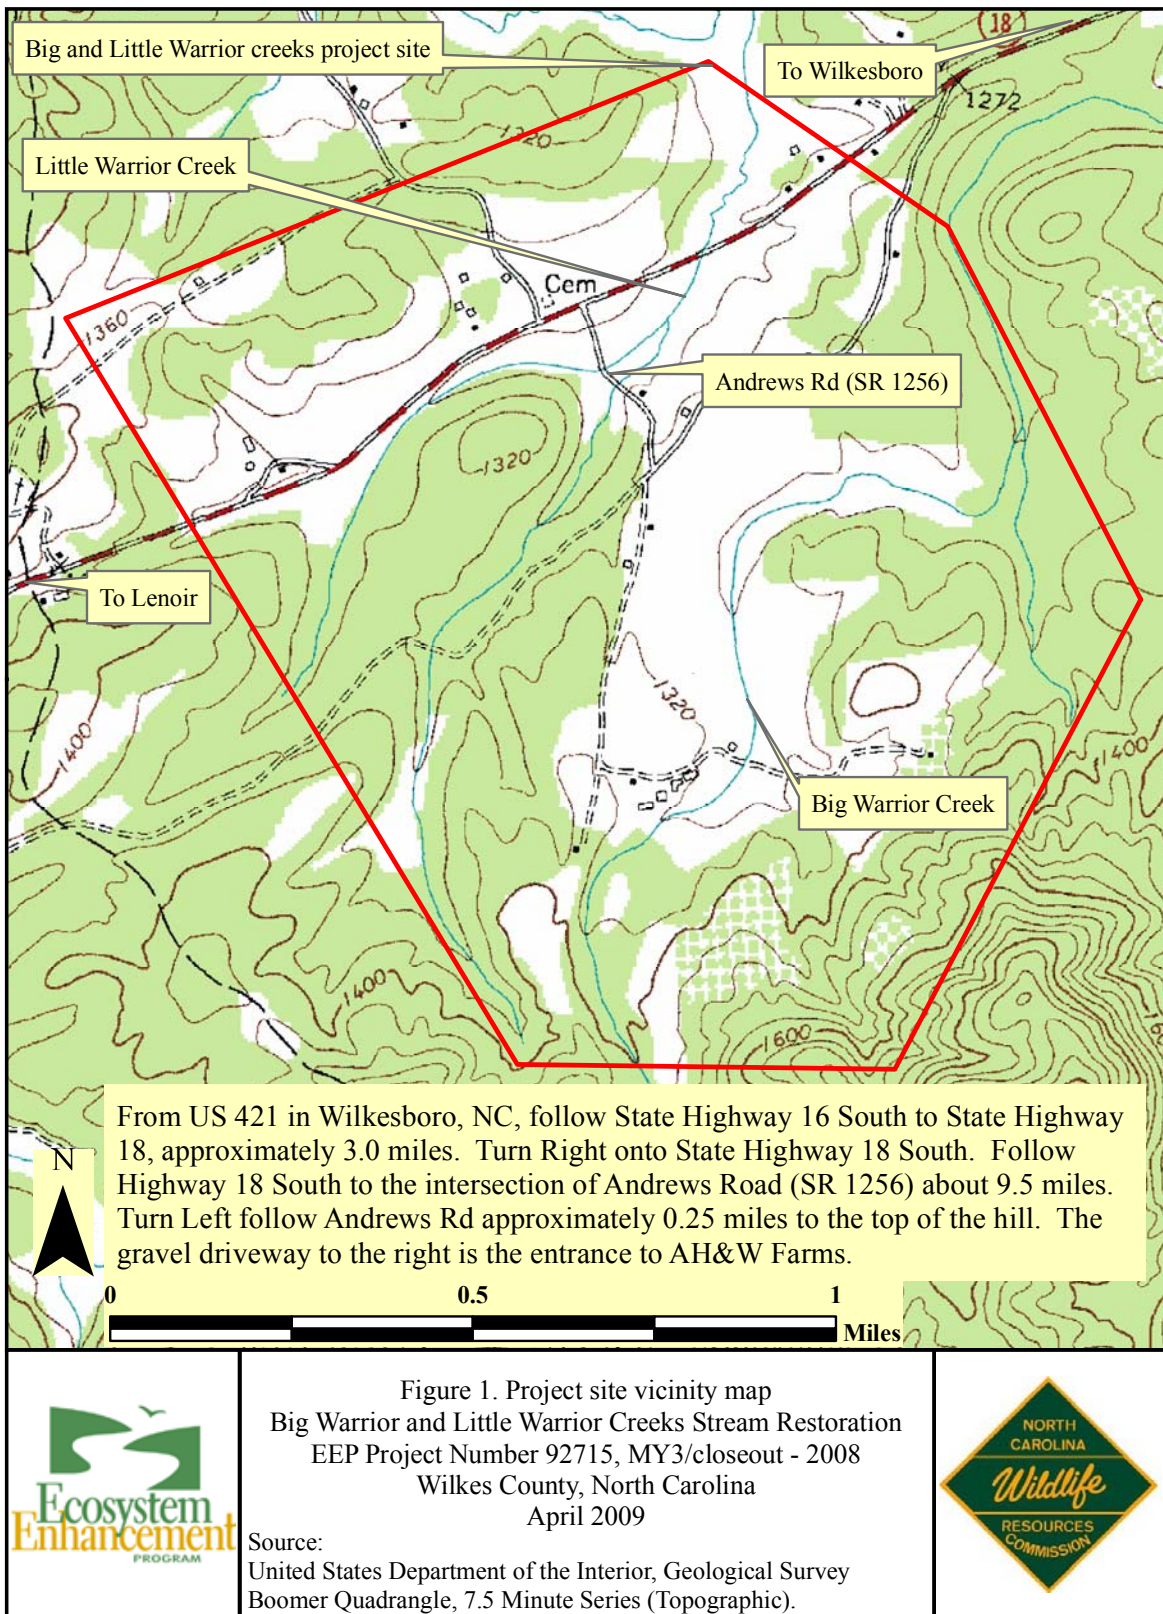 Big and Little Warrior creeks project site
18
To Wilkesboro
1272
1320
Little Warrior Creek
Cem
1360
Andrews Rd (SR 1256)
1320
To Lenoir
1320
1400
1400
Big Warrior Creek
1400
1600
From US 421 in Wilkesboro, NC, follow State Highway 16 South to State Highway
18, approximately 3.0 miles. Turn Right onto State Highway 18 South. Follow
Highway 18 South to the intersection of Andrews Road (SR 1256) about 9.5 miles.
Turn Left follow Andrews Rd approximately 0.25 miles to the top of the hill. The
gravel driveway to the right is the entrance to AH&W Farms.
N
0 0.5 1
Miles
Figure 1. Project site vicinity map
Big Warrior and Little Warrior Creeks Stream Restoration
EEP Project Number 92715, MY3/closeout - 2008
Wilkes County, North Carolina
April 2009
Source:
United States Department of the Interior, Geological Survey
Boomer Quadrangle, 7.5 Minute Series (Topographic).
Ecosystem
Enhancement
PROGRAM
NORTH
CAROLINA
Wildlife
RESOURCES
COMMISSION